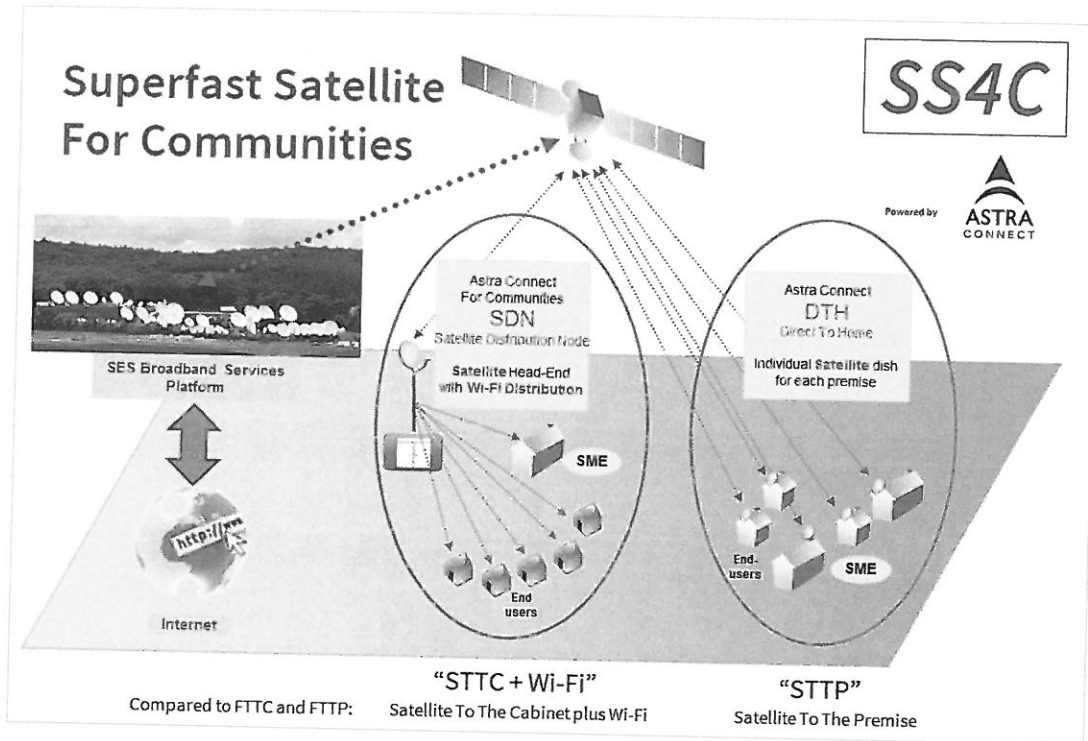 Superfast Satellite
For Communities
SS4C
Powered by
ASTRA
CONNECT
Astra Connect
For Communities
SDN
Satellite Distribution Node
Satellite Head-End
with Wi-Fi Distribution
Astra Connect
DTH
Direct To Home
Individual Satellite dish
for each premise
SES Broadband Services
Platform
SME
http://ww
End
users
End-
users
SME
Internet
"STTC + Wi-Fi"
"STTP"
Compared to FTTC and FTTP:
Satellite To The Cabinet plus Wi-Fi
Satellite To The Premise